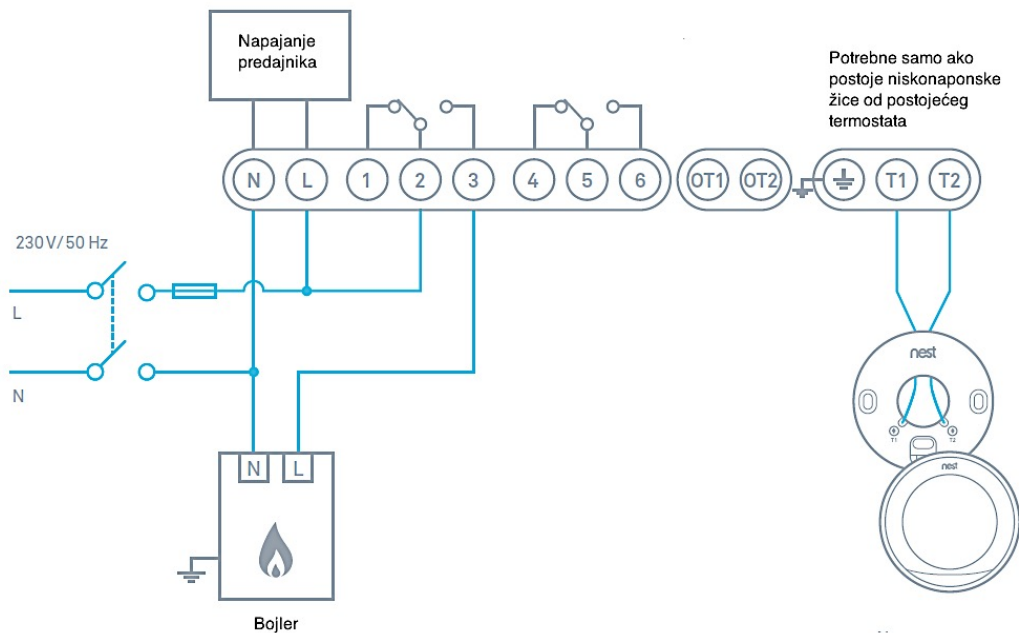 Napajanje
predajnika
Potrebne samo ako
postoje niskonaponske
žice od postojećeg
termostata
N L 1 2 3 4 5 6 OT1 OT2 T1 T2
230 V/50 Hz
L
N
nest
T1 T2
nest
N L
Bojler